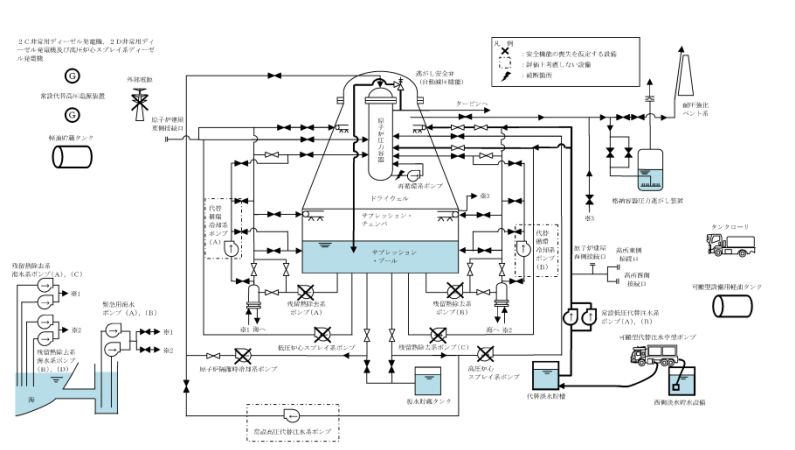 2C非常用ディーゼル発電機，2D非常用ディ
ーゼル発電機及び高圧炉心スプレイ系ディーゼ
ル発電機
G
常設代替高圧電源装置
G
軽油貯蔵タンク
外部電源
原子炉建屋
東側接続口
逃がし安全弁
(自動減圧機能)
タービンへ
凡 例
：安全機能の喪失を仮定する設備
：評価上考慮しない設備
：破断箇所
耐圧強化
ベント系
格納容器圧力逃がし装置
※3
原子炉圧力容器
再循環系ポンプ
ドライウェル
※3
サプレッション・
チェンバ
サプレッション
・プール
代替
循環
冷却系
ポンプ
(A)
代替
循環
冷却系
ポンプ
(B)
原子炉建屋
西側接続口
高所東側
接続口
高所西側
接続口
タンクローリ
可搬型設備用軽油タンク
残留熱除去系
海水系ポンプ(A)，(C)
※1
※2
残留熱除去系
海水系ポンプ
(B)，(D)
海
緊急用海水
ポンプ(A)，(B)
※1
※2
残留熱除去系
ポンプ(A)
残留熱除去系
ポンプ(B)
※1 海へ
海へ ※2
低圧炉心スプレイ系ポンプ
残留熱除去系ポンプ(C)
原子炉隔離時冷却系ポンプ
高圧炉心
スプレイ系ポンプ
常設低圧代替注水系
ポンプ(A)，(B)
可搬型代替注水中型ポンプ
復水貯蔵タンク
代替淡水貯槽
西側淡水貯水設備
常設高圧代替注水系ポンプ